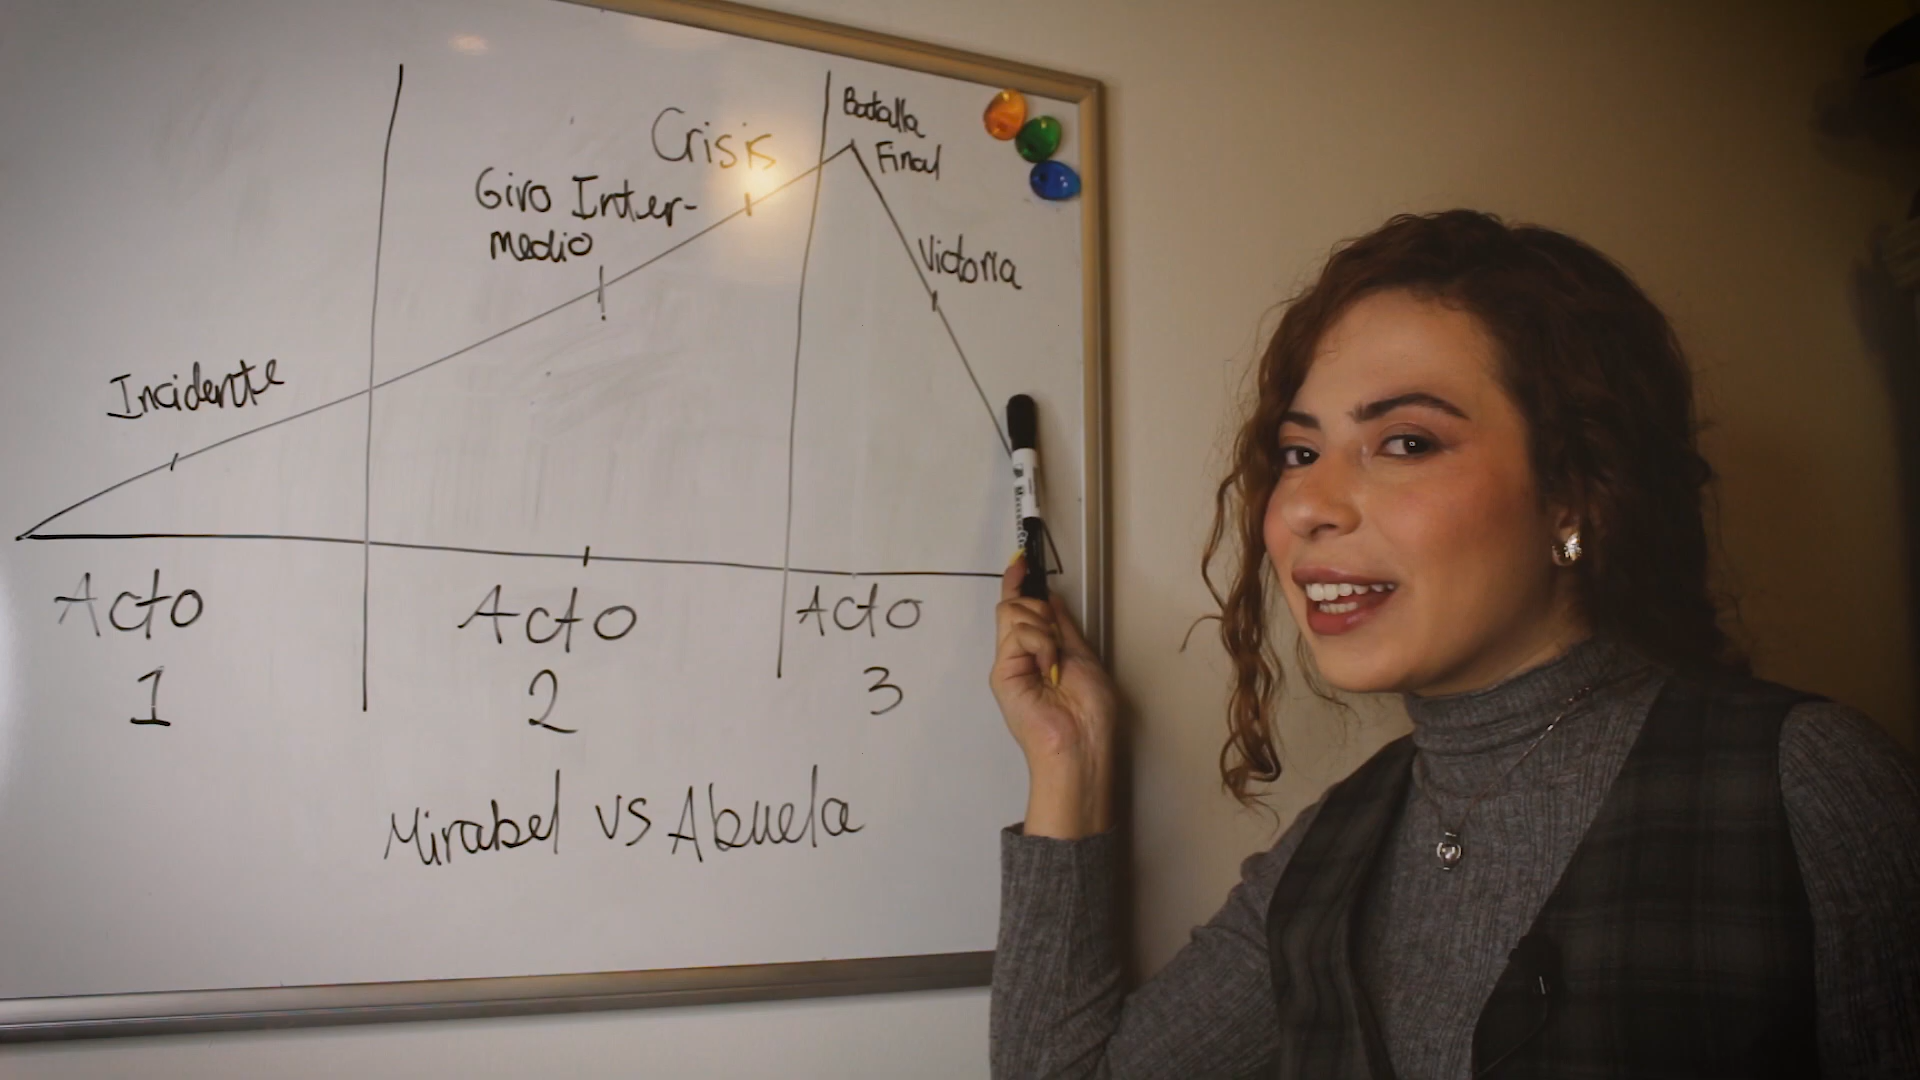 Batalla
Final
Crisis
Giro Inter-
medio
Victoria
Incidente
Acto
1
Acto
2
Acto
3
Mirabel vs Abuela